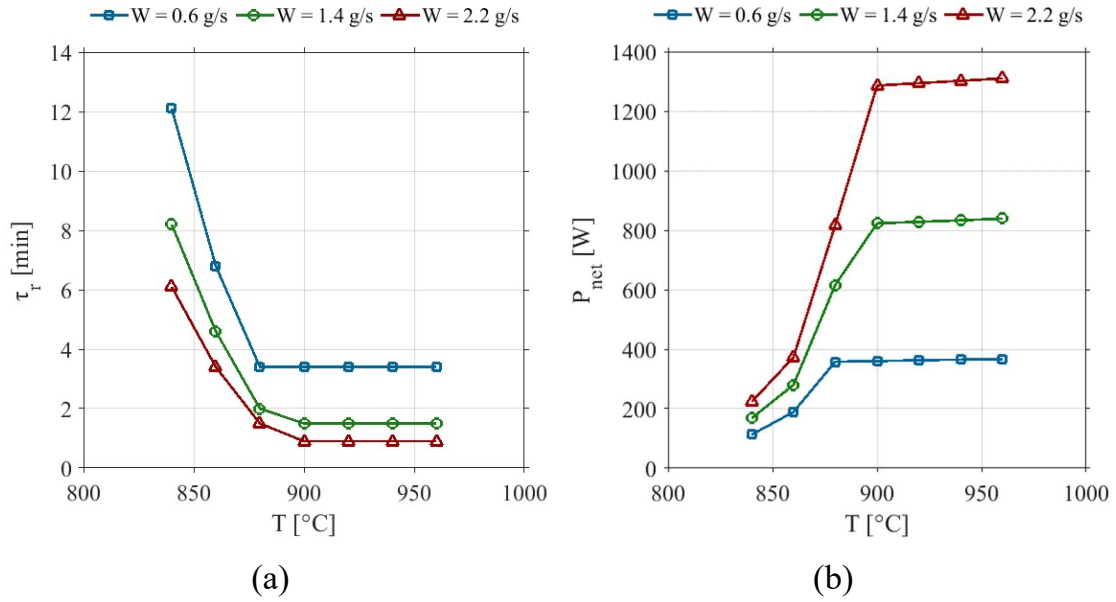 W = 0.6 g/s W = 1.4 g/s W = 2.2 g/s
14
12
10
8
6
4
2
0
τr [min]
800 850 900 950 1000
T [°C]
(a)
W = 0.6 g/s W = 1.4 g/s W = 2.2 g/s
1400
1200
1000
800
600
400
200
0
Pnet [W]
800 850 900 950 1000
T [°C]
(b)